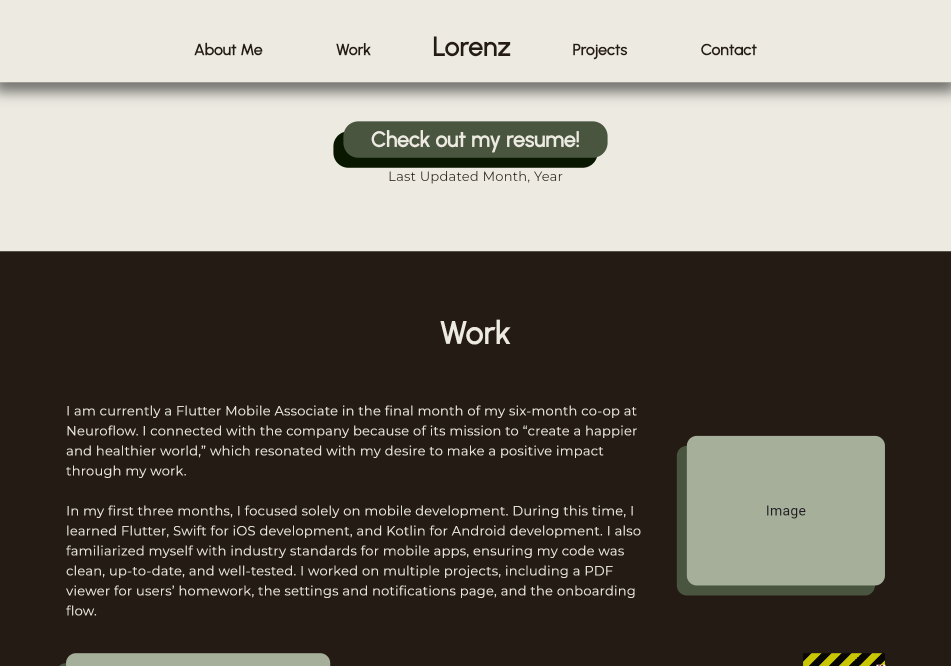 About Me Work Lorenz Projects Contact
Check out my resume!
Last Updated Month, Year
Work
I am currently a Flutter Mobile Associate in the final month of my six-month co-op at
Neuroflow. I connected with the company because of its mission to “create a happier
and healthier world,” which resonated with my desire to make a positive impact
through my work.
In my first three months, I focused solely on mobile development. During this time, I
learned Flutter, Swift for iOS development, and Kotlin for Android development. I also
familiarized myself with industry standards for mobile apps, ensuring my code was
clean, up-to-date, and well-tested. I worked on multiple projects, including a PDF
viewer for users’ homework, the settings and notifications page, and the onboarding
flow.
Image